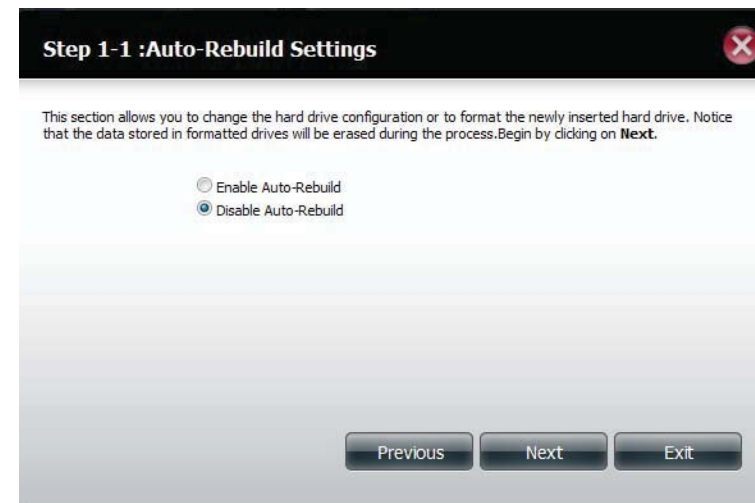 Step 1-1 :Auto-Rebuild Settings
This section allows you to change the hard drive configuration or to format the newly inserted hard drive. Notice
that the data stored in formatted drives will be erased during the process.Begin by clicking on Next.
Enable Auto-Rebuild
Disable Auto-Rebuild
Previous Next Exit